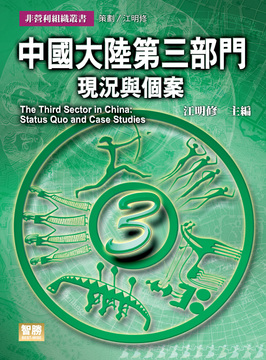 非營利組織叢書 策劃/江明修
中國大陸第三部門
現況與個案
The Third Sector in China:
Status Quo and Case Studies
江明修 主編
3
智勝